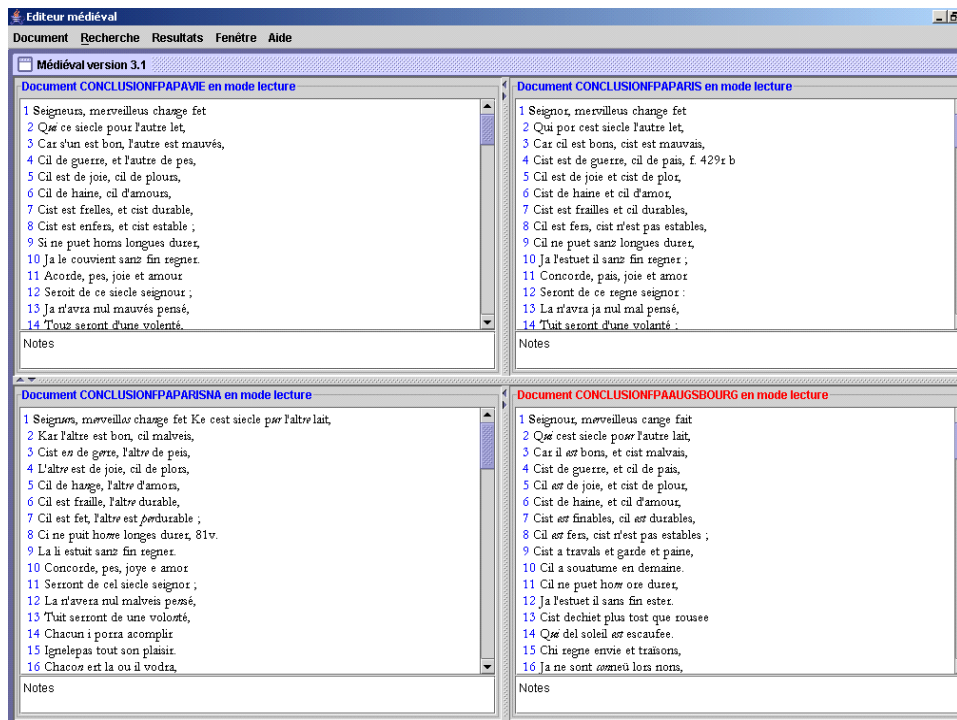 Editeur médiéval
Document Recherche Resultats Fenêtre Aide
Médiéval version 3.1
Document CONCLUSIONFPAPAVIE en mode lecture
1 Seigneurs, merveilleus change fet
2 Qui ce siecle pour l'autre let,
3 Car s'un est bon, l'autre est mauvés,
4 Cil de guerre, et l'autre de pes,
5 Cil est de joie, cil de plours,
6 Cil de haine, cil d'amours,
7 Cist est frelles, et cist durable,
8 Cist est enfers, et cist estable ;
9 Si ne puet homs longues durer,
10 Ja le couvient sanz fin regner.
11 Acorde, pes, joie et amour
12 Seroit de ce siecle seignour ;
13 Ja n'avra nul mauvés pensé,
14 Touz seront d'une volenté,
Notes
Document CONCLUSIONFPAPARIS en mode lecture
1 Seignor, mervilleus change fet
2 Qui por cest siecle l'autre let,
3 Car cil est bons, cist est mauvais,
4 Cist est de guerre, cil de pais, f. 429r b
5 Cil est de joie et cist de plor,
6 Cist de haine et cil d'amor,
7 Cist est frailles et cil durables,
8 Cil est fers, cist n'est pas estables,
9 Cil ne puet sanz longues durer,
10 Ja l'estuet il sanz fin regner ;
11 Concorde, pais, joie et amor
12 Seront de ce regne seignor :
13 La n'avra ja nul mal pensé,
14 Tuit seront d'une volanté ;
Notes
Document CONCLUSIONFPAPARISNA en mode lecture
1 Seignurs, merveillos change fet Ke cest siecle pur l'altre lait,
2 Kar l'altre est bon, cil malveis,
3 Cist en de gerre, l'altre de peis,
4 L'altre est de joie, cil de plors,
5 Cil de hange, l'altre d'amors,
6 Cil est fraille, l'altre durable,
7 Cil est fet, l'altre est perdurable ;
8 Ci ne puit home longes durer, 81v.
9 La li estuit sanz fin regner.
10 Concorde, pes, joye e amor
11 Serront de cel siecle seignor ;
12 La n'avera nul malveis pensé,
13 Tuit serront de une volonté,
14 Chacun i porra acomplir
15 Ignelepas tout son plaisir.
16 Chacon ert la ou il vodra,
Notes
Document CONCLUSIONFPAAUGSBOURG en mode lecture
1 Seignour, merveilleus cange fait
2 Qui cest siecle pour l'autre lait,
3 Car il est bons, et cist malvais,
4 Cist de guerre, et cil de pais,
5 Cil est de joie, et cist de plour,
6 Cist de haine, et cil d'amour,
7 Cist est finables, cil est durables,
8 Cil est fers, cist n'est pas estables ;
9 Cist a travals et garde et paine,
10 Cil a souatume en demaine.
11 Cil ne puet hom ore durer,
12 Ja l'estuet il sans fin ester.
13 Cist dechiet plus tost que rousee
14 Qui del soleil est escaufee.
15 Chi regne envie et traïsons,
16 Ja ne sont conneü lors nons,
Notes